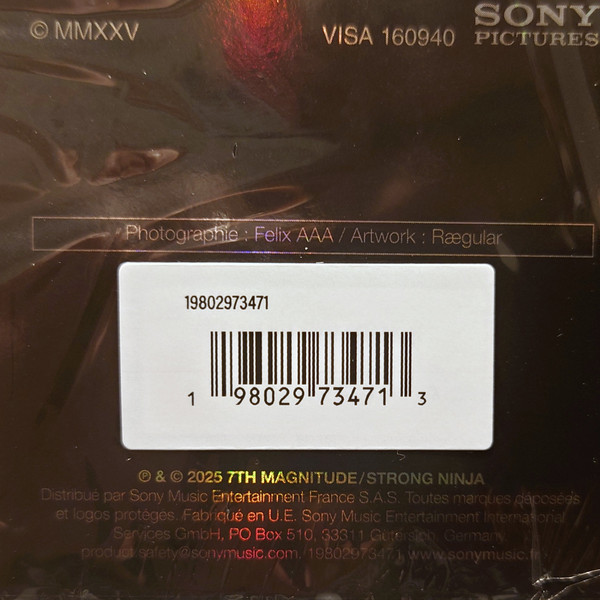 © MMXXV
VISA 160940
SONY
PICTURES
Photographie : Felix AAA / Artwork : Rægular
19802973471
1 98029 73471 3
℗ & © 2025 7TH MAGNITUDE/STRONG NINJA
Distribué par Sony Music Entertainment France S.A.S. Toutes marques déposées
et logos protégés. Fabriqué en U.E. Sony Music Entertainment International
Services GmbH, PO Box 510, 33311 Gütersloh, Germany
product.safety@sonymusic.com. 19802973471 www.sonymusic.fr